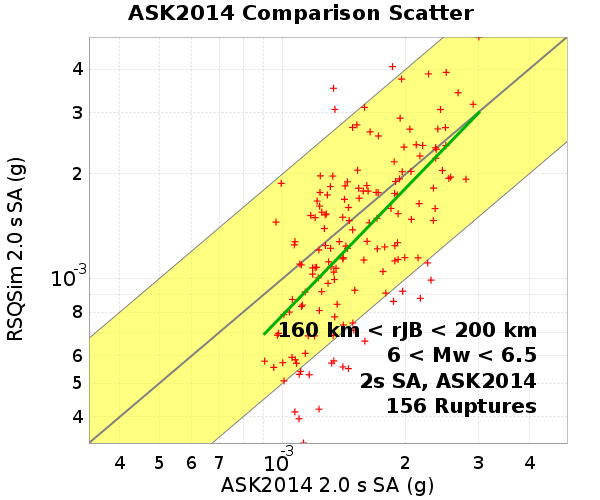 ASK2014 Comparison Scatter
RSQSim 2.0 s SA (g)
4
3
2
10-3
8
6
5
4
160 km < rJB < 200 km
6 < Mw < 6.5
2s SA, ASK2014
156 Ruptures
4 5 6 7 10-3 2 3 4
ASK2014 2.0 s SA (g)